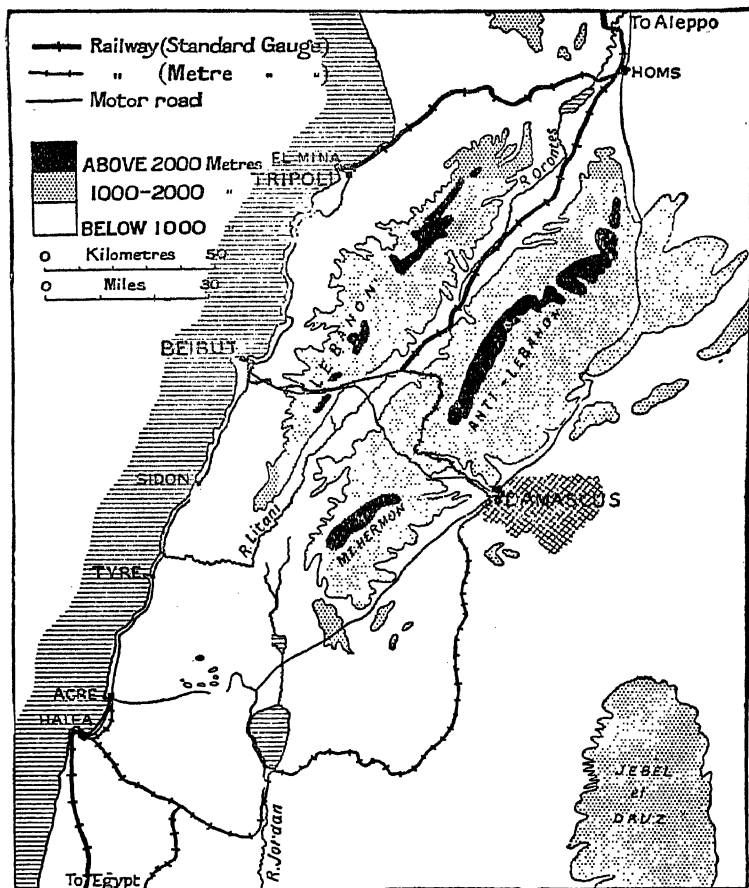 Railway (Standard Gauge)
" (Metre " ")
Motor road
ABOVE 2000 Metres
1000-2000 "
BELOW 1000 "
0 Kilometres 50
0 Miles 30
To Aleppo
HOMS
EL MINA
TRIPOLI
R. Orontes
LEBANON
BEIRUT
ANTI-LEBANON
SIDON
DAMASCUS
R. Litani
Mt. HERMON
TYRE
ACRE
HAIFA
JEBEL
el
DRUZ
R. Jordan
To Egypt